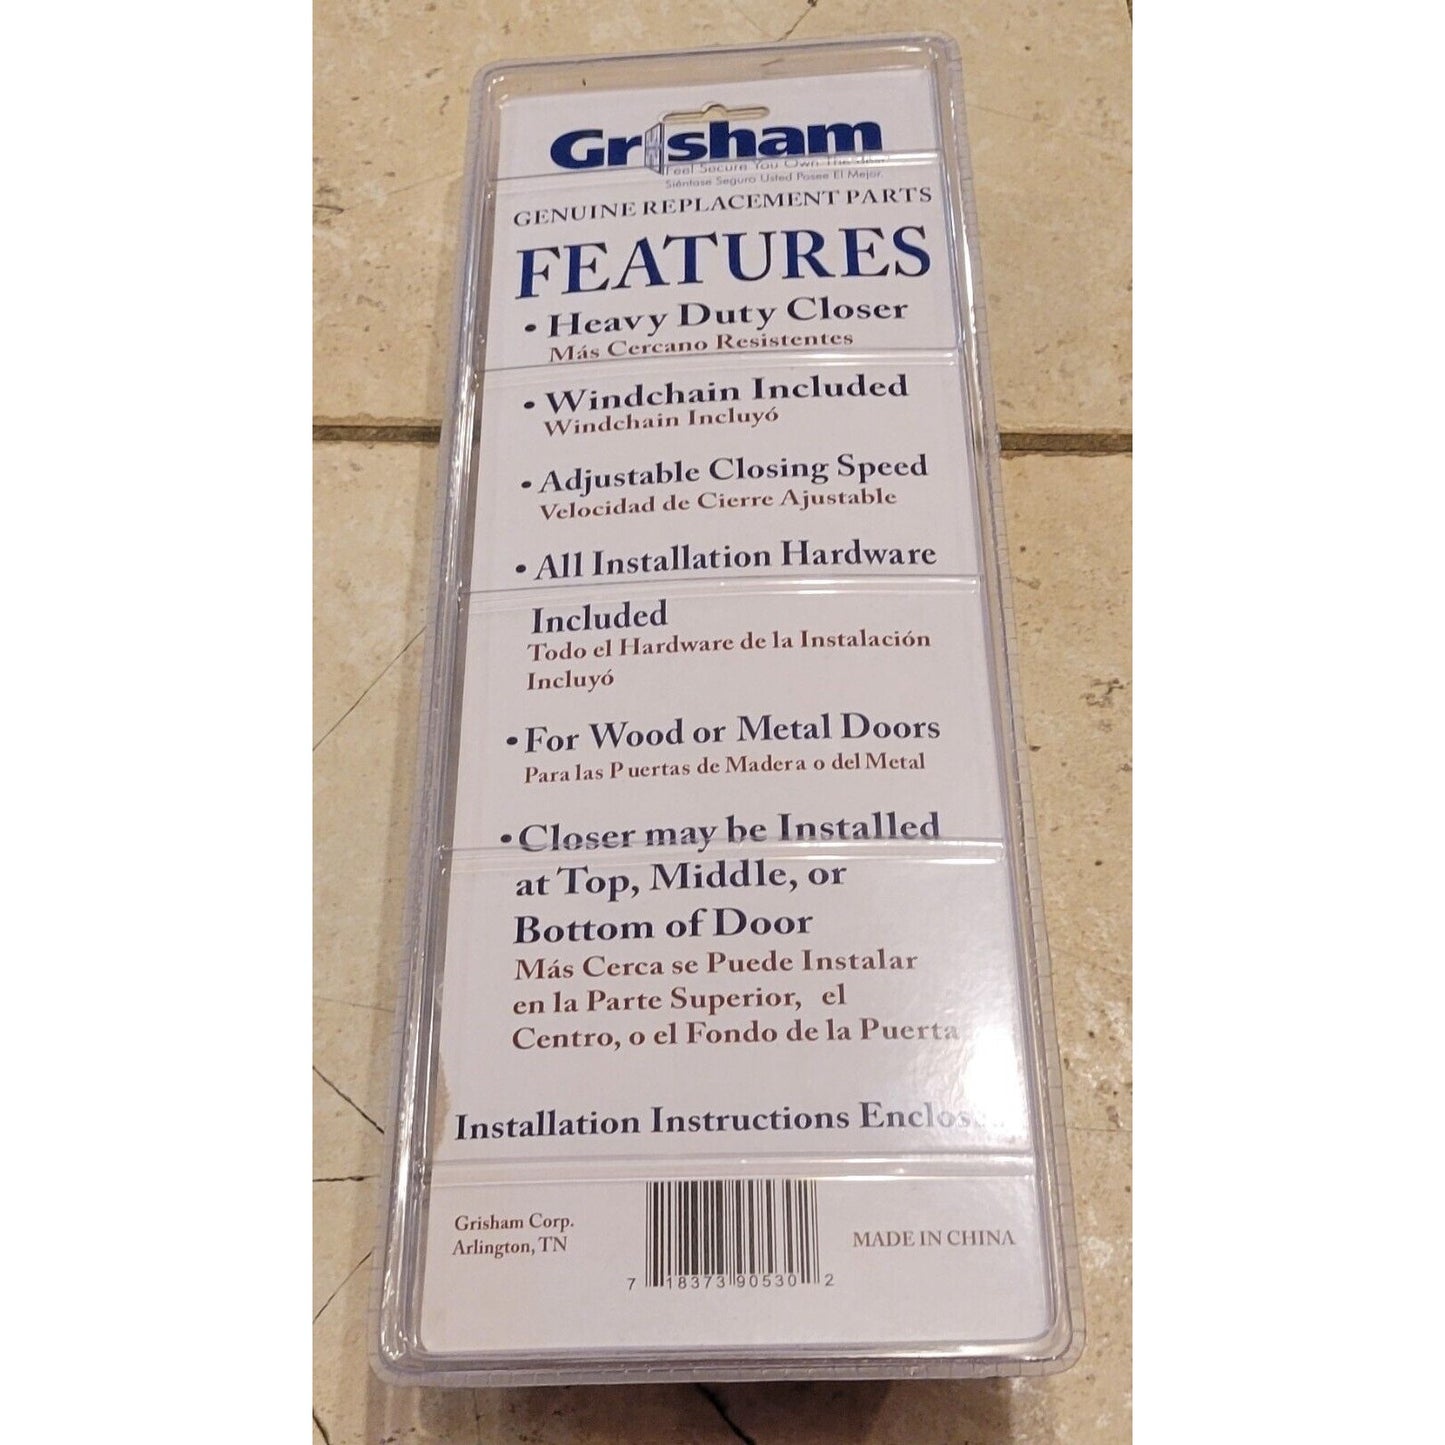 Grisham
Feel Secure You Own The Best!
Siéntase Seguro Usted Posee El Mejor.
GENUINE REPLACEMENT PARTS
FEATURES
• Heavy Duty Closer
Más Cercano Resistentes
• Windchain Included
Windchain Incluyó
• Adjustable Closing Speed
Velocidad de Cierre Ajustable
• All Installation Hardware
Included
Todo el Hardware de la Instalación
Incluyó
• For Wood or Metal Doors
Para las Puertas de Madera o del Metal
• Closer may be Installed
at Top, Middle, or
Bottom of Door
Más Cerca se Puede Instalar
en la Parte Superior, el
Centro, o el Fondo de la Puerta
Installation Instructions
Grisham Corp.
Arlington, TN
MADE IN CHINA
7 18373 90530 2